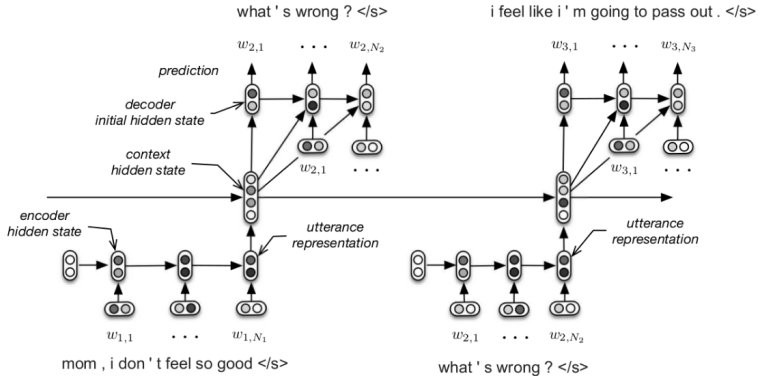 what ' s wrong ? </s>
i feel like i ' m going to pass out . </s>
w2,1 · · · w2,N2
w3,1 · · · w3,N3
prediction
decoder
initial hidden state
w2,1 · · ·
w3,1 · · ·
context
hidden state
encoder
hidden state
utterance
representation
utterance
representation
w1,1 · · · w1,N1
w2,1 · · · w2,N2
mom , i don ' t feel so good </s>
what ' s wrong ? </s>